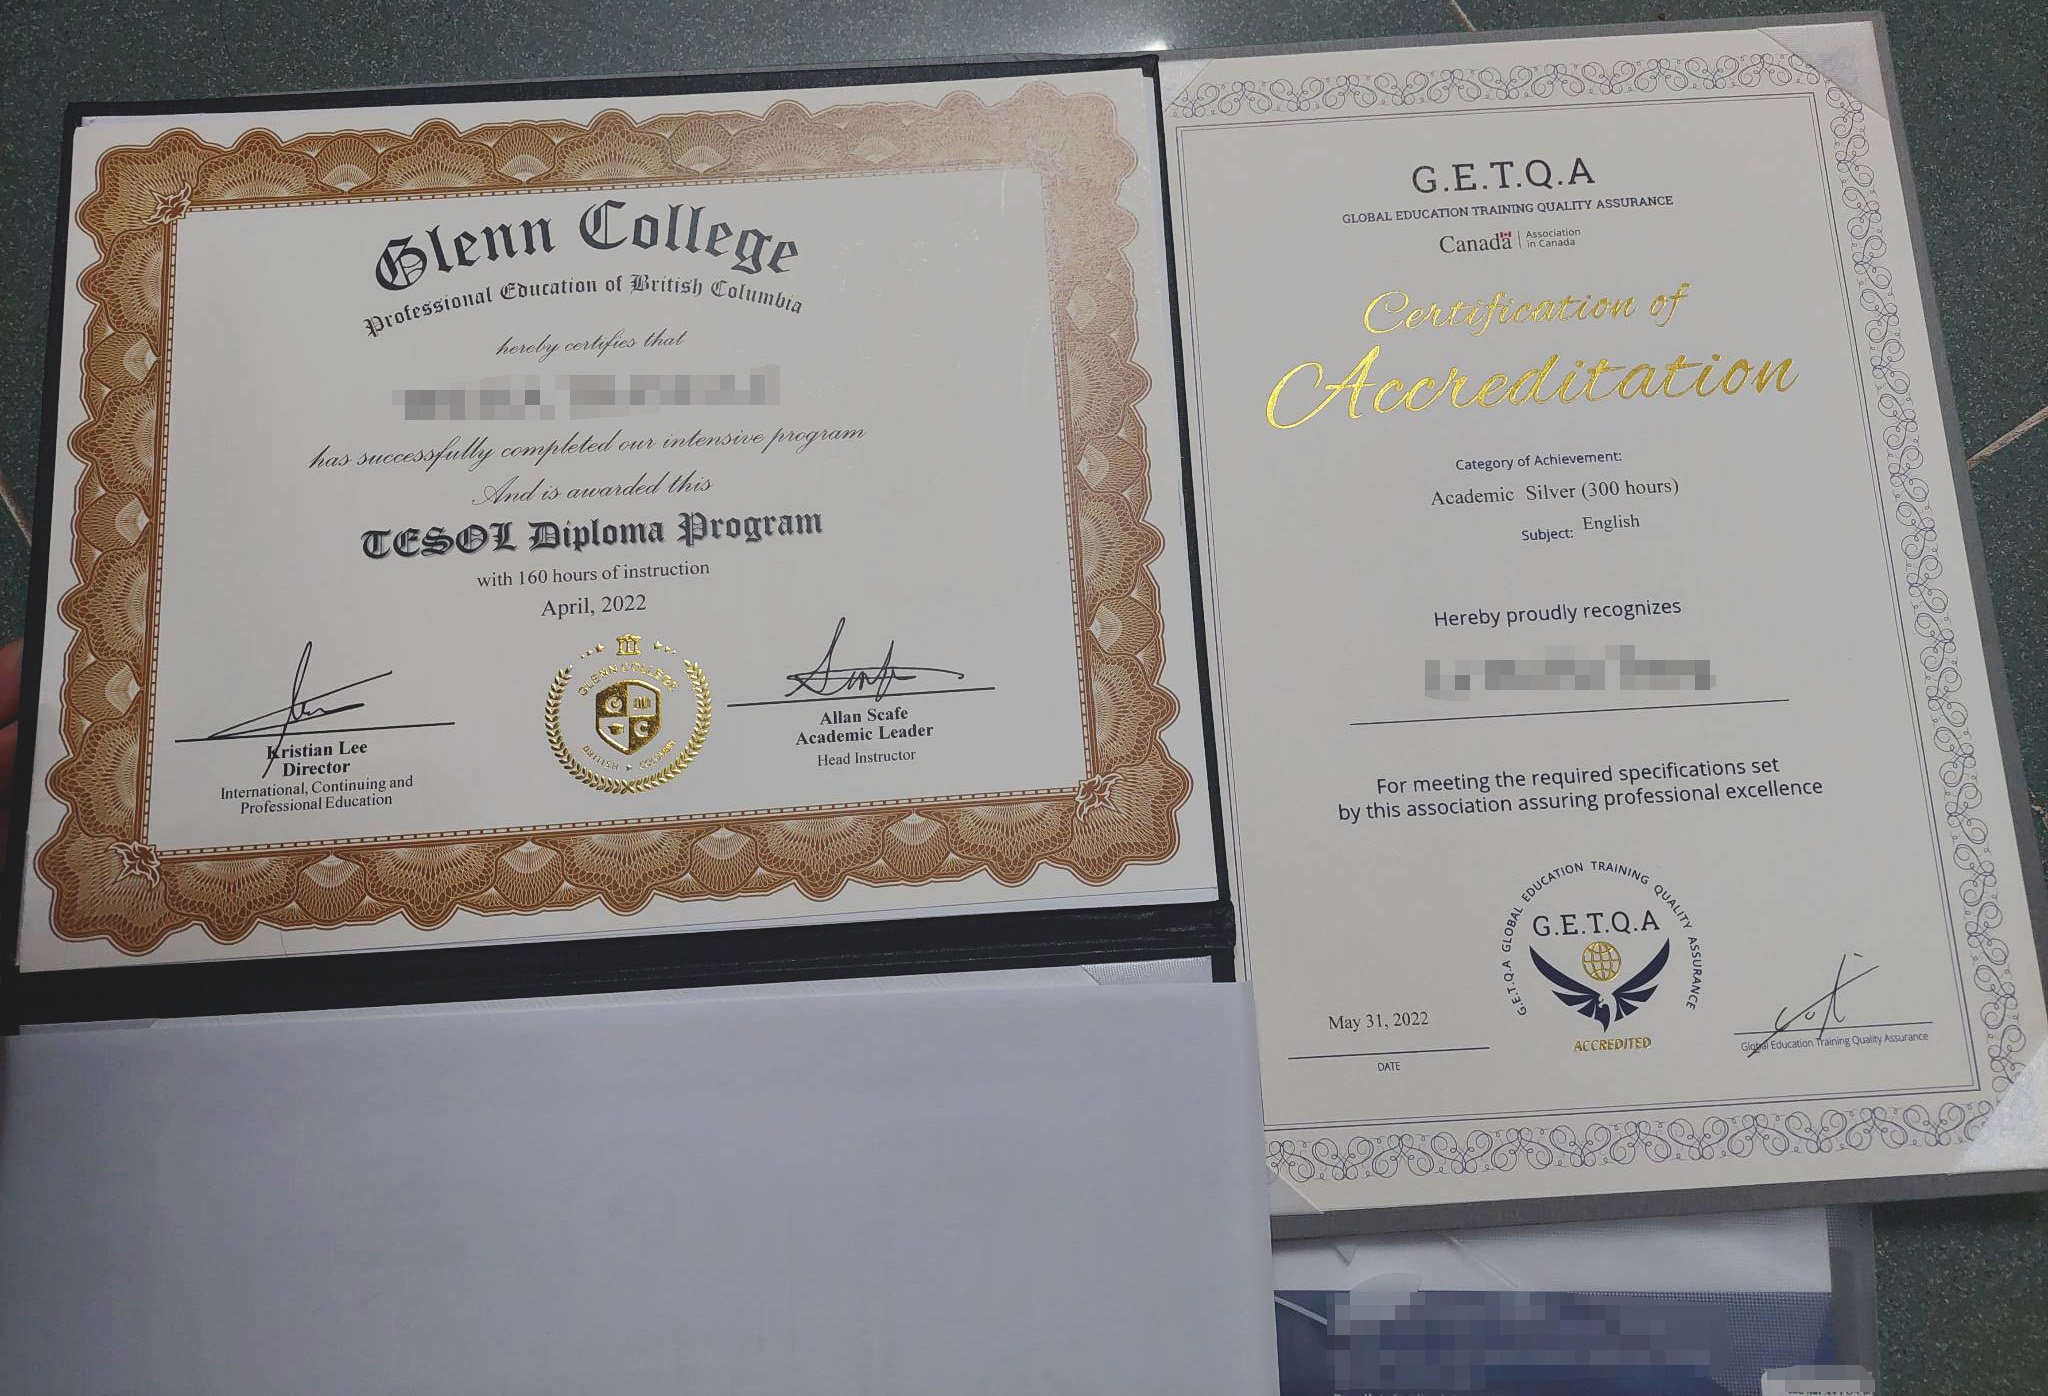 Glenn College
Professional Education of British Columbia
hereby certifies that
has successfully completed our intensive program
And is awarded this
TESOL Diploma Program
with 160 hours of instruction
April, 2022
GLENN COLLEGE
BRITISH COLUMBIA
Kristian Lee
Director
International, Continuing and
Professional Education
Allan Scafe
Academic Leader
Head Instructor
G.E.T.Q.A
GLOBAL EDUCATION TRAINING QUALITY ASSURANCE
Canada Association
in Canada
Certification of
Accreditation
Category of Achievement:
Academic Silver (300 hours)
Subject: English
Hereby proudly recognizes
For meeting the required specifications set
by this association assuring professional excellence
G.E.T.Q.A GLOBAL EDUCATION TRAINING QUALITY ASSURANCE
G.E.T.Q.A
ACCREDITED
May 31, 2022
DATE
Global Education Training Quality Assurance